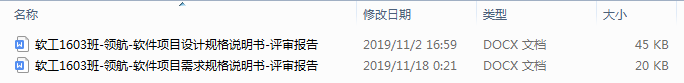 名称 修改日期 类型 大小
软工1603班-领航-软件项目设计规格说明书-评审报告 2019/11/2 16:59 DOCX 文档 45 KB
软工1603班-领航-软件项目需求规格说明书-评审报告 2019/11/18 0:21 DOCX 文档 20 KB